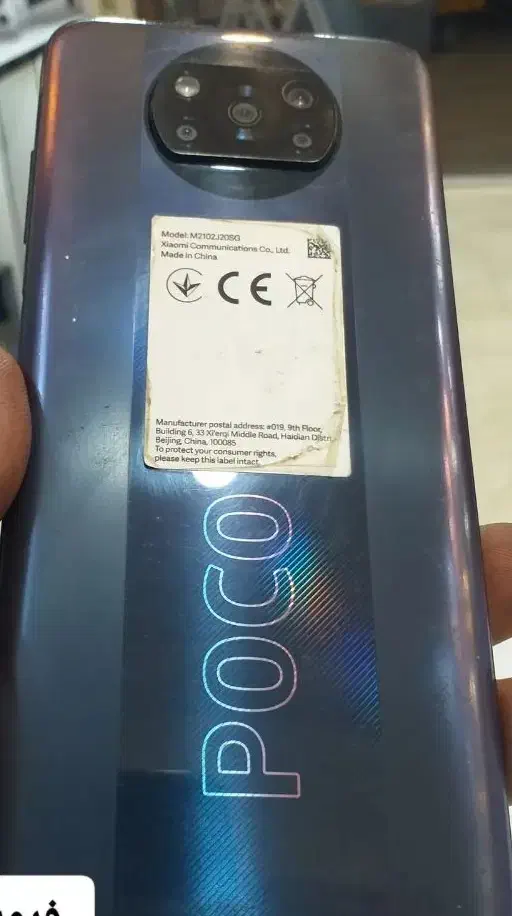 Model: M2102J20SG
Xiaomi Communications Co., Ltd.
Made in China
CE
Manufacturer postal address: #019, 9th Floor,
Building 6, 33 Xi'erqi Middle Road, Haidian
Beijing, China, 100085
To protect your consumer rights,
please keep this label intact.
POCO